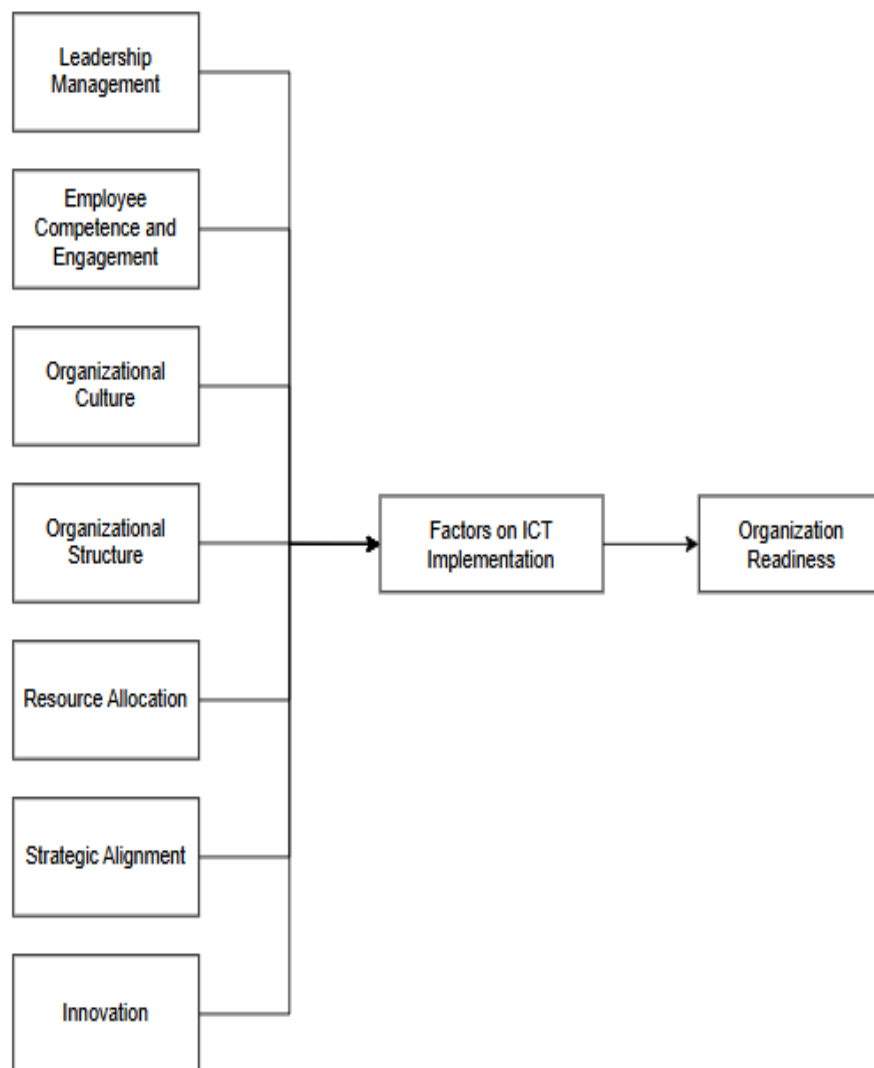 Leadership
Management
Employee
Competence and
Engagement
Organizational
Culture
Organizational
Structure
Factors on ICT
Implementation
Organization
Readiness
Resource Allocation
Strategic Alignment
Innovation